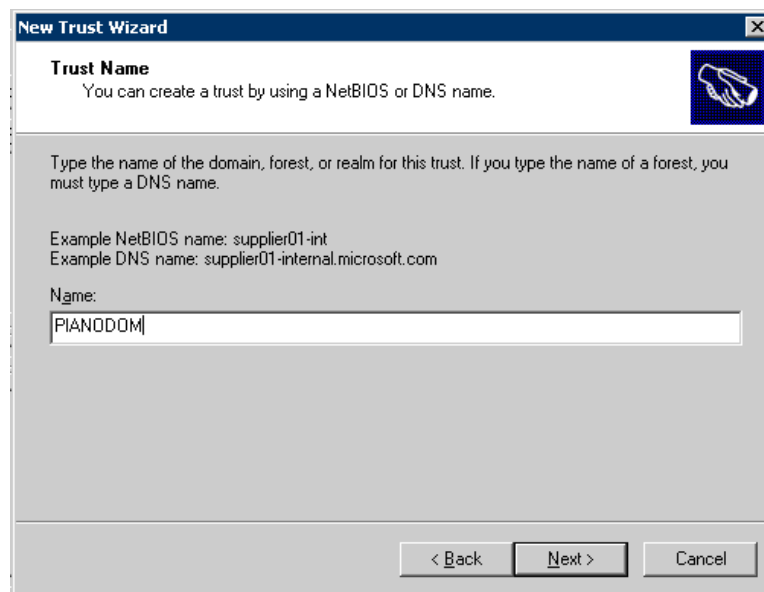 New Trust Wizard
Trust Name
You can create a trust by using a NetBIOS or DNS name.
Type the name of the domain, forest, or realm for this trust. If you type the name of a forest, you
must type a DNS name.
Example NetBIOS name: supplier01-int
Example DNS name: supplier01-internal.microsoft.com
Name:
PIANODOM
< Back
Next >
Cancel